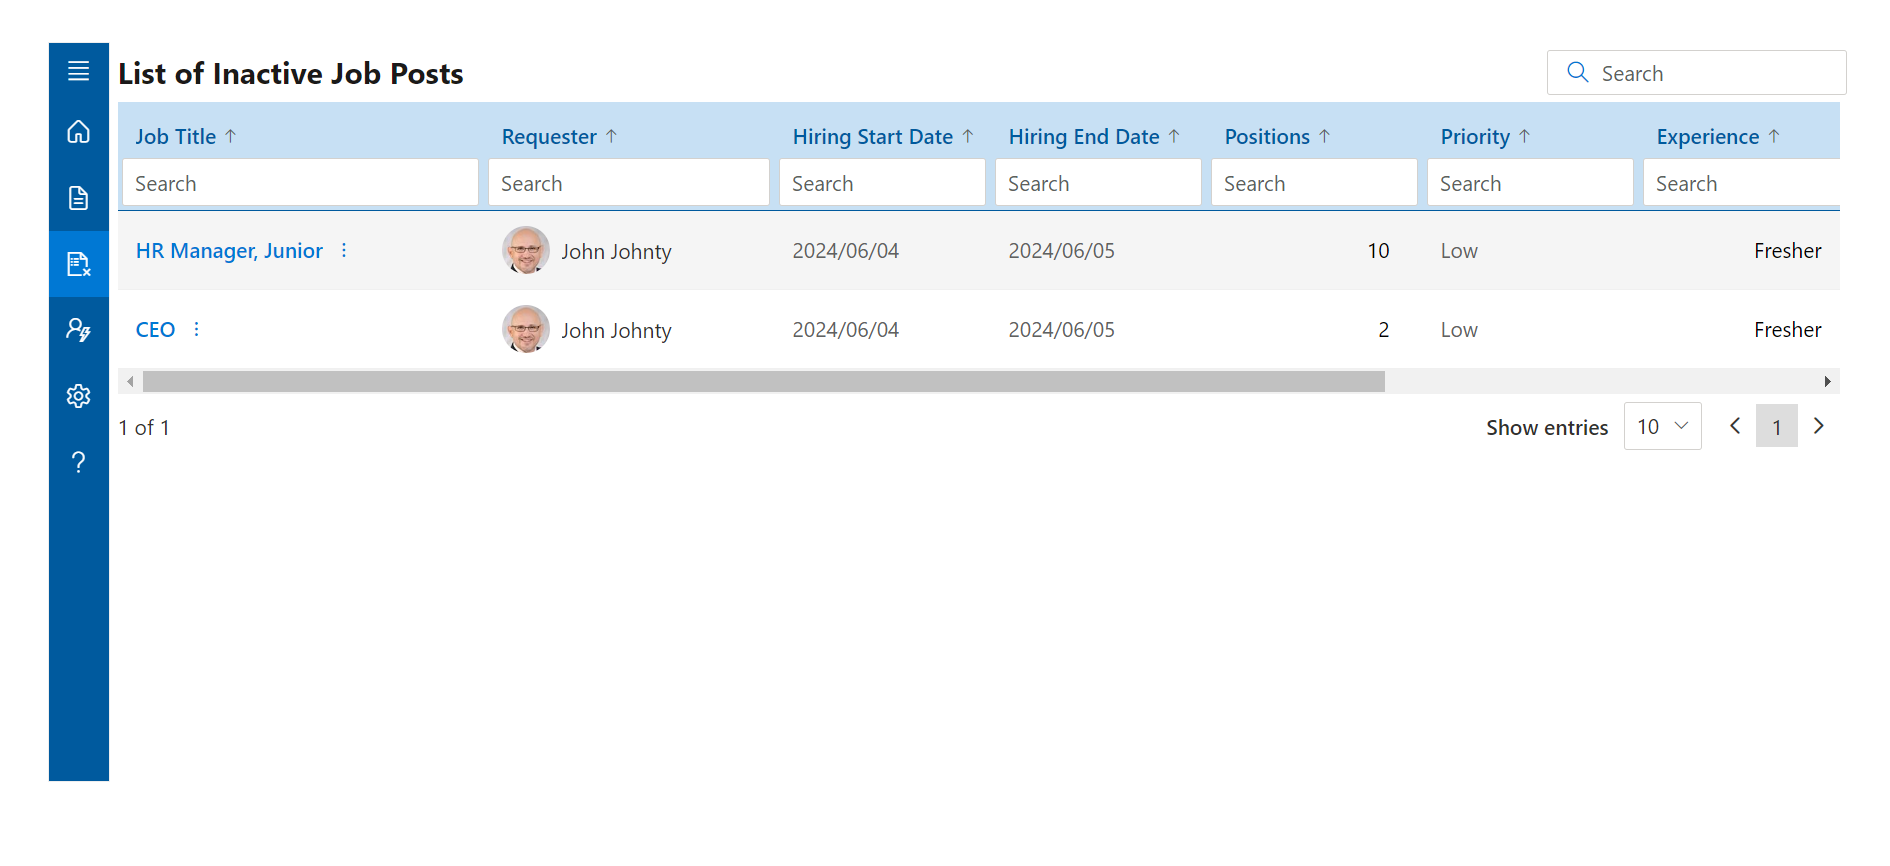 List of Inactive Job Posts
Search
Job Title ↑ Requester ↑ Hiring Start Date ↑ Hiring End Date ↑ Positions ↑ Priority ↑ Experience ↑
Search Search Search Search Search Search Search
HR Manager, Junior John Johnty 2024/06/04 2024/06/05 10 Low Fresher
CEO John Johnty 2024/06/04 2024/06/05 2 Low Fresher
?
1 of 1 Show entries 10 1